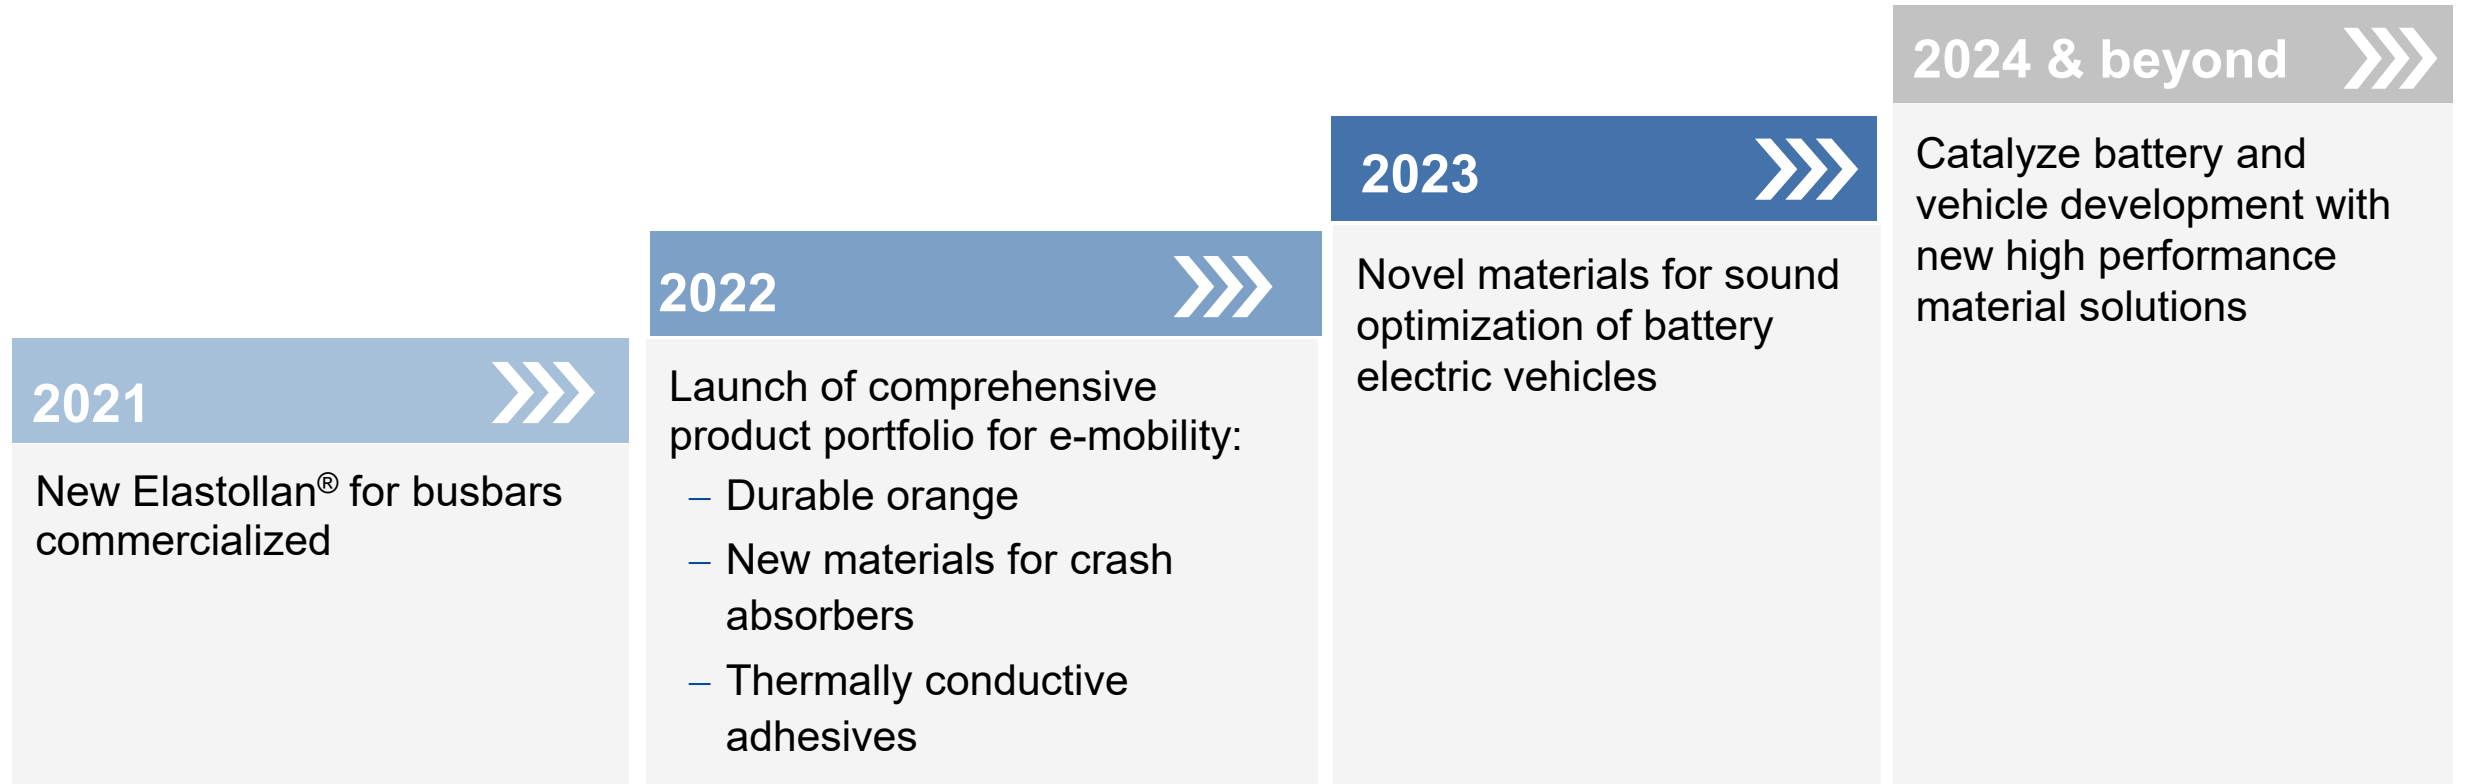 2021
New Elastollan® for busbars
commercialized
2022
Launch of comprehensive
product portfolio for e-mobility:
– Durable orange
– New materials for crash
absorbers
– Thermally conductive
adhesives
2023
Novel materials for sound
optimization of battery
electric vehicles
2024 & beyond
Catalyze battery and
vehicle development with
new high performance
material solutions